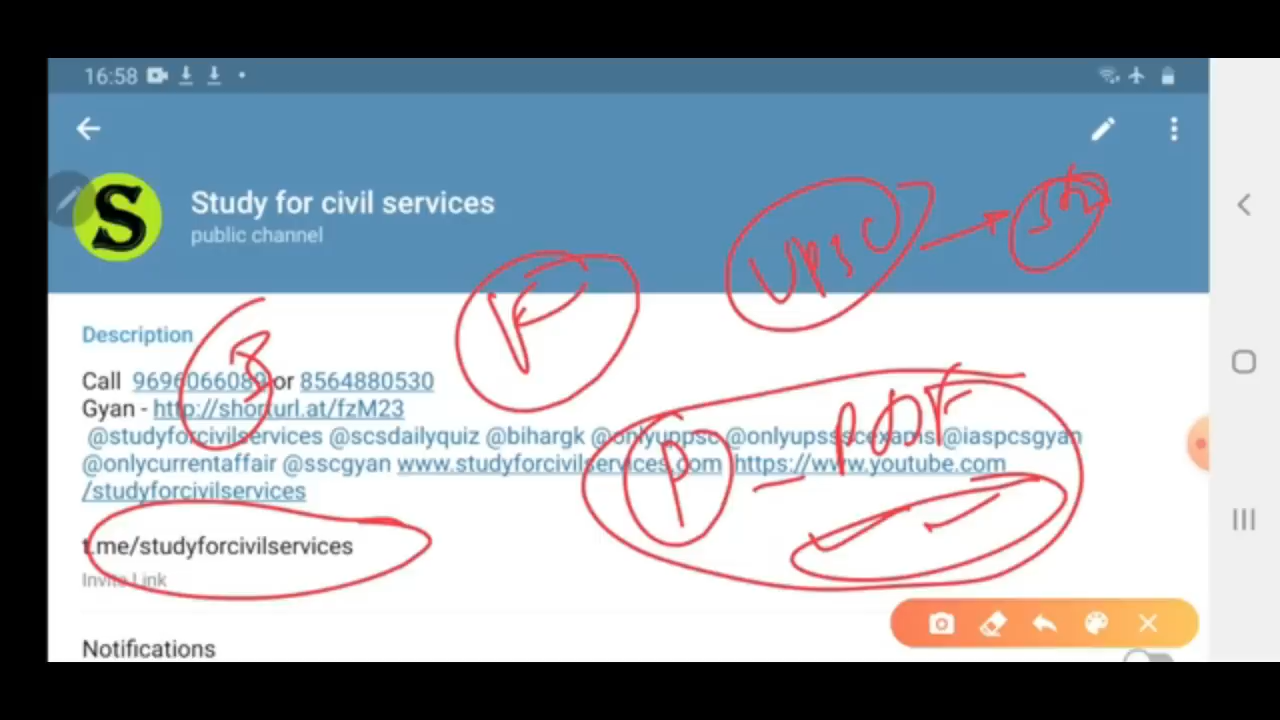 16:58
S
Study for civil services
public channel
UPSC
Description
Call 9696066089 or 8564880530
Gyan - http://shorturl.at/fzM23
@studyforcivilservices @scsdailyquiz @bihargk @onlyuppsc @onlyupssscexams @iaspcsgyan
@onlycurrentaffair @sscgyan www.studyforcivilservices.com https://www.youtube.com
/studyforcivilservices
P - PDF
t.me/studyforcivilservices
Invite Link
Notifications